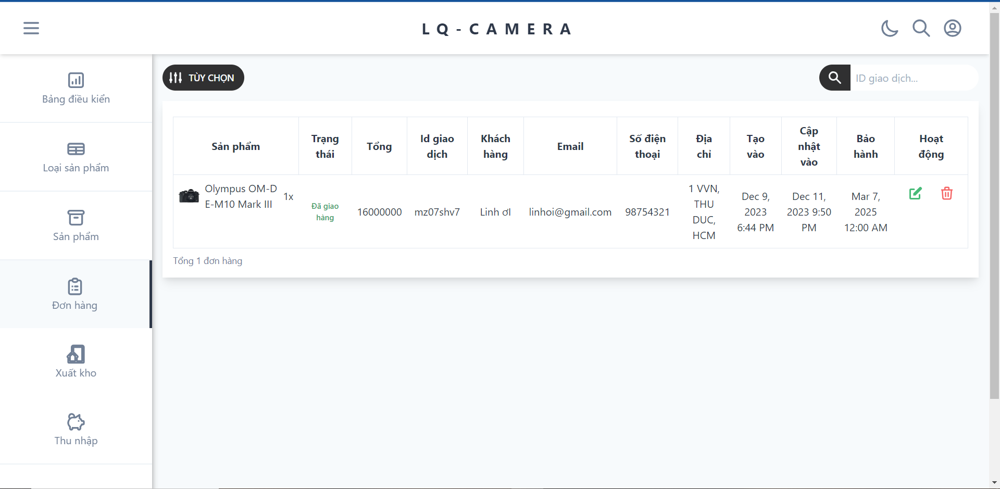 LQ-CAMERA
Bảng điều kiển
Loại sản phẩm
Sản phẩm
Đơn hàng
Xuất kho
Thu nhập
TÙY CHỌN
ID giao dịch...
Sản phẩm
Trạng
thái
Tổng
Id giao
dịch
Khách
hàng
Email
Số điện
thoại
Địa
chỉ
Tạo
vào
Cập
nhật
vào
Bảo
hành
Hoạt
động
Olympus OM-D
E-M10 Mark III
1x
Đã giao
hàng
16000000
mz07shv7
Linh ơI
linhoi@gmail.com
98754321
1 VVN,
THU
DUC,
HCM
Dec 9,
2023
6:44 PM
Dec 11,
2023 9:50
PM
Mar 7,
2025
12:00 AM
Tổng 1 đơn hàng